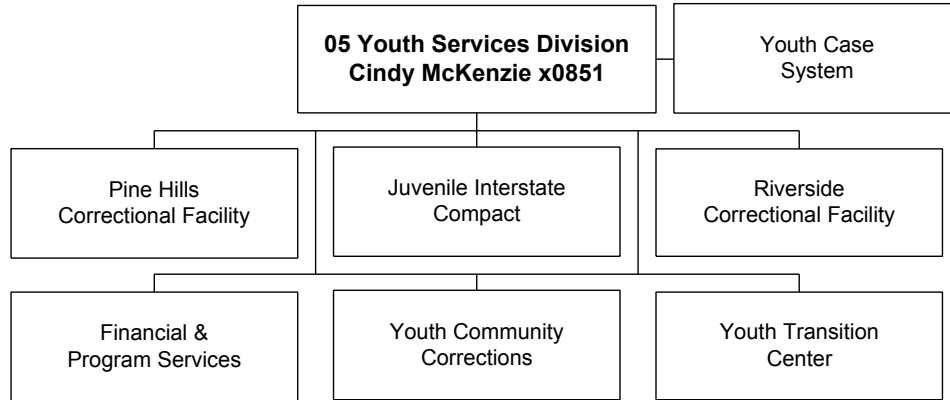 05 Youth Services Division
Cindy McKenzie x0851
Youth Case
System
Pine Hills
Correctional Facility
Juvenile Interstate
Compact
Riverside
Correctional Facility
Financial &
Program Services
Youth Community
Corrections
Youth Transition
Center